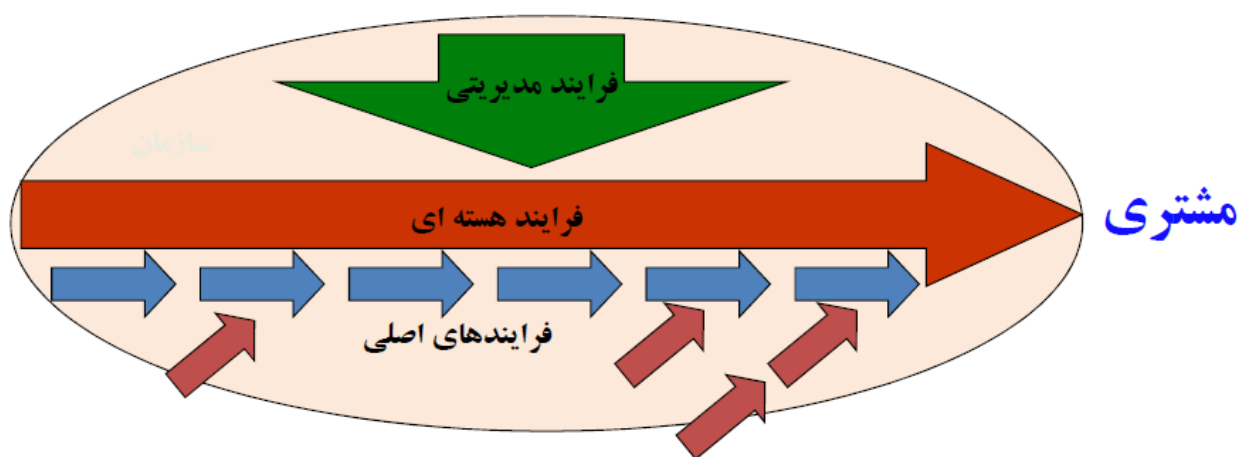 فرایند مدیریتی
سازمان
فرایند هسته ای
مشتری
فرایندهای اصلی